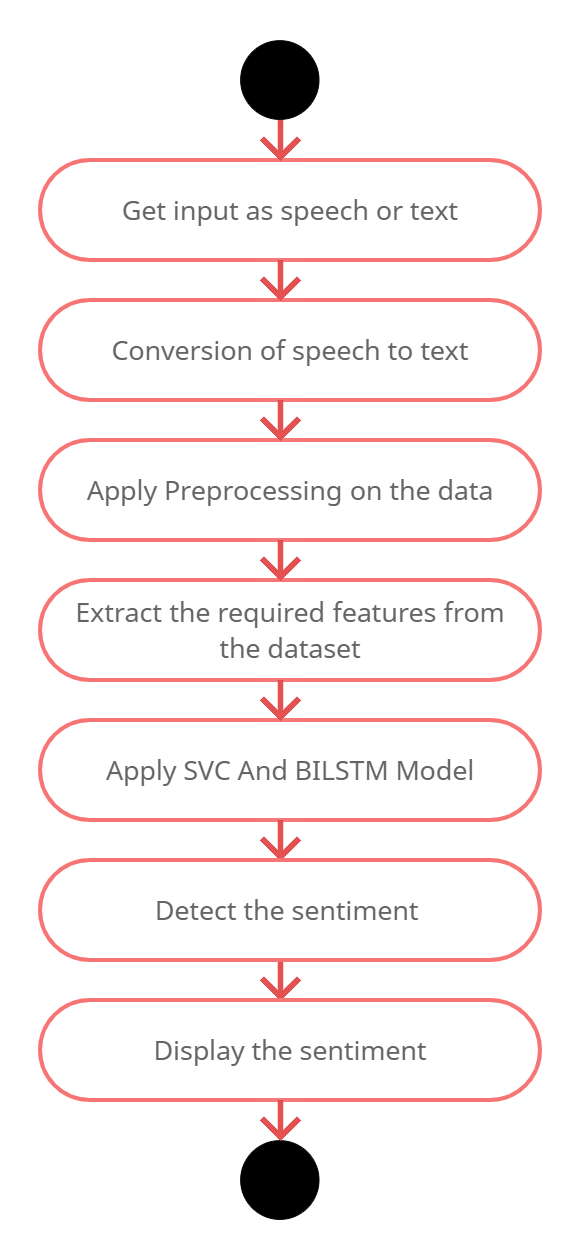 Get input as speech or text
Conversion of speech to text
Apply Preprocessing on the data
Extract the required features from
the dataset
Apply SVC And BILSTM Model
Detect the sentiment
Display the sentiment